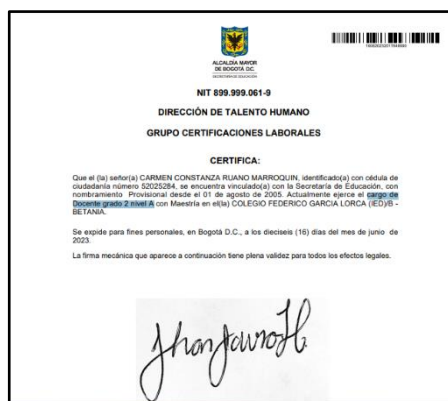 ALCALDÍA MAYOR
DE BOGOTÁ D.C.
NIT 899.999.061-9
DIRECCIÓN DE TALENTO HUMANO
GRUPO CERTIFICACIONES LABORALES
CERTIFICA:
Que el (la) señor(a) CARMEN CONSTANZA RUANO MARROQUIN, identificado(a) con cédula de
ciudadanía número 52025284, se encuentra vinculado(a) con la Secretaría de Educación, con
nombramiento Provisional desde el 01 de agosto de 2005. Actualmente ejerce el cargo de
Docente grado 2 nivel A con Maestría en el(la) COLEGIO FEDERICO GARCIA LORCA (IED)/B -
BETANIA.
Se expide para fines personales, en Bogotá D.C., a los dieciseis (16) días del mes de junio de
2023.
La firma mecánica que aparece a continuación tiene plena validez para todos los efectos legales.